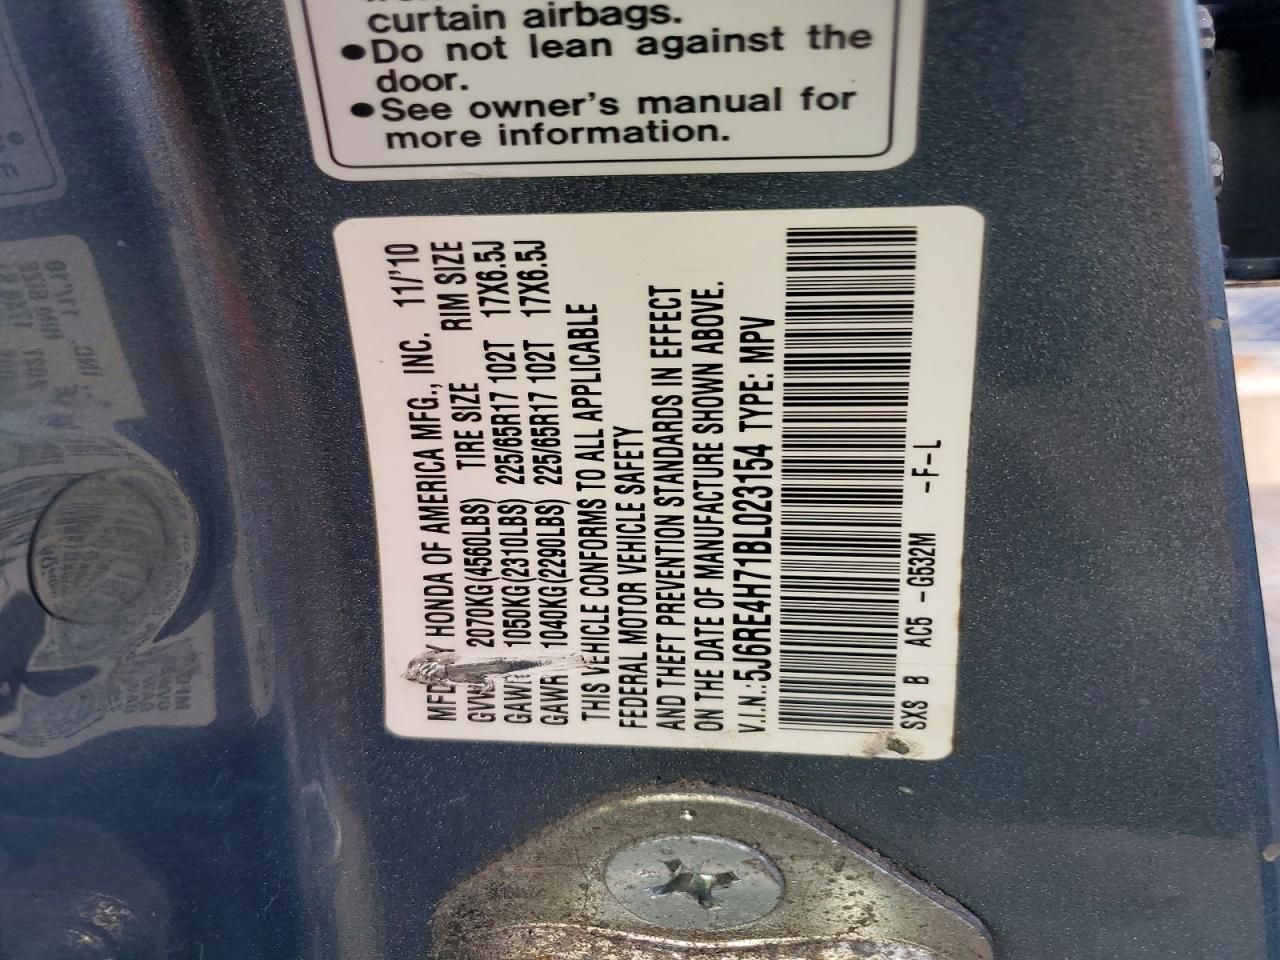 curtain airbags.
●Do not lean against the
door.
●See owner's manual for
more information.
MFD Y HONDA OF AMERICA MFG., INC. 11/'10
GVW 2070KG(4560LBS) TIRE SIZE RIM SIZE
GAW 1050KG(2310LBS) 225/65R17 102T 17X6.5J
GAWR 1040KG(2290LBS) 225/65R17 102T 17X6.5J
THIS VEHICLE CONFORMS TO ALL APPLICABLE
FEDERAL MOTOR VEHICLE SAFETY
AND THEFT PREVENTION STANDARDS IN EFFECT
ON THE DATE OF MANUFACTURE SHOWN ABOVE.
V.I.N.:5J6RE4H71BL023154 TYPE: MPV
SXS B AC5 -G532M -F-L